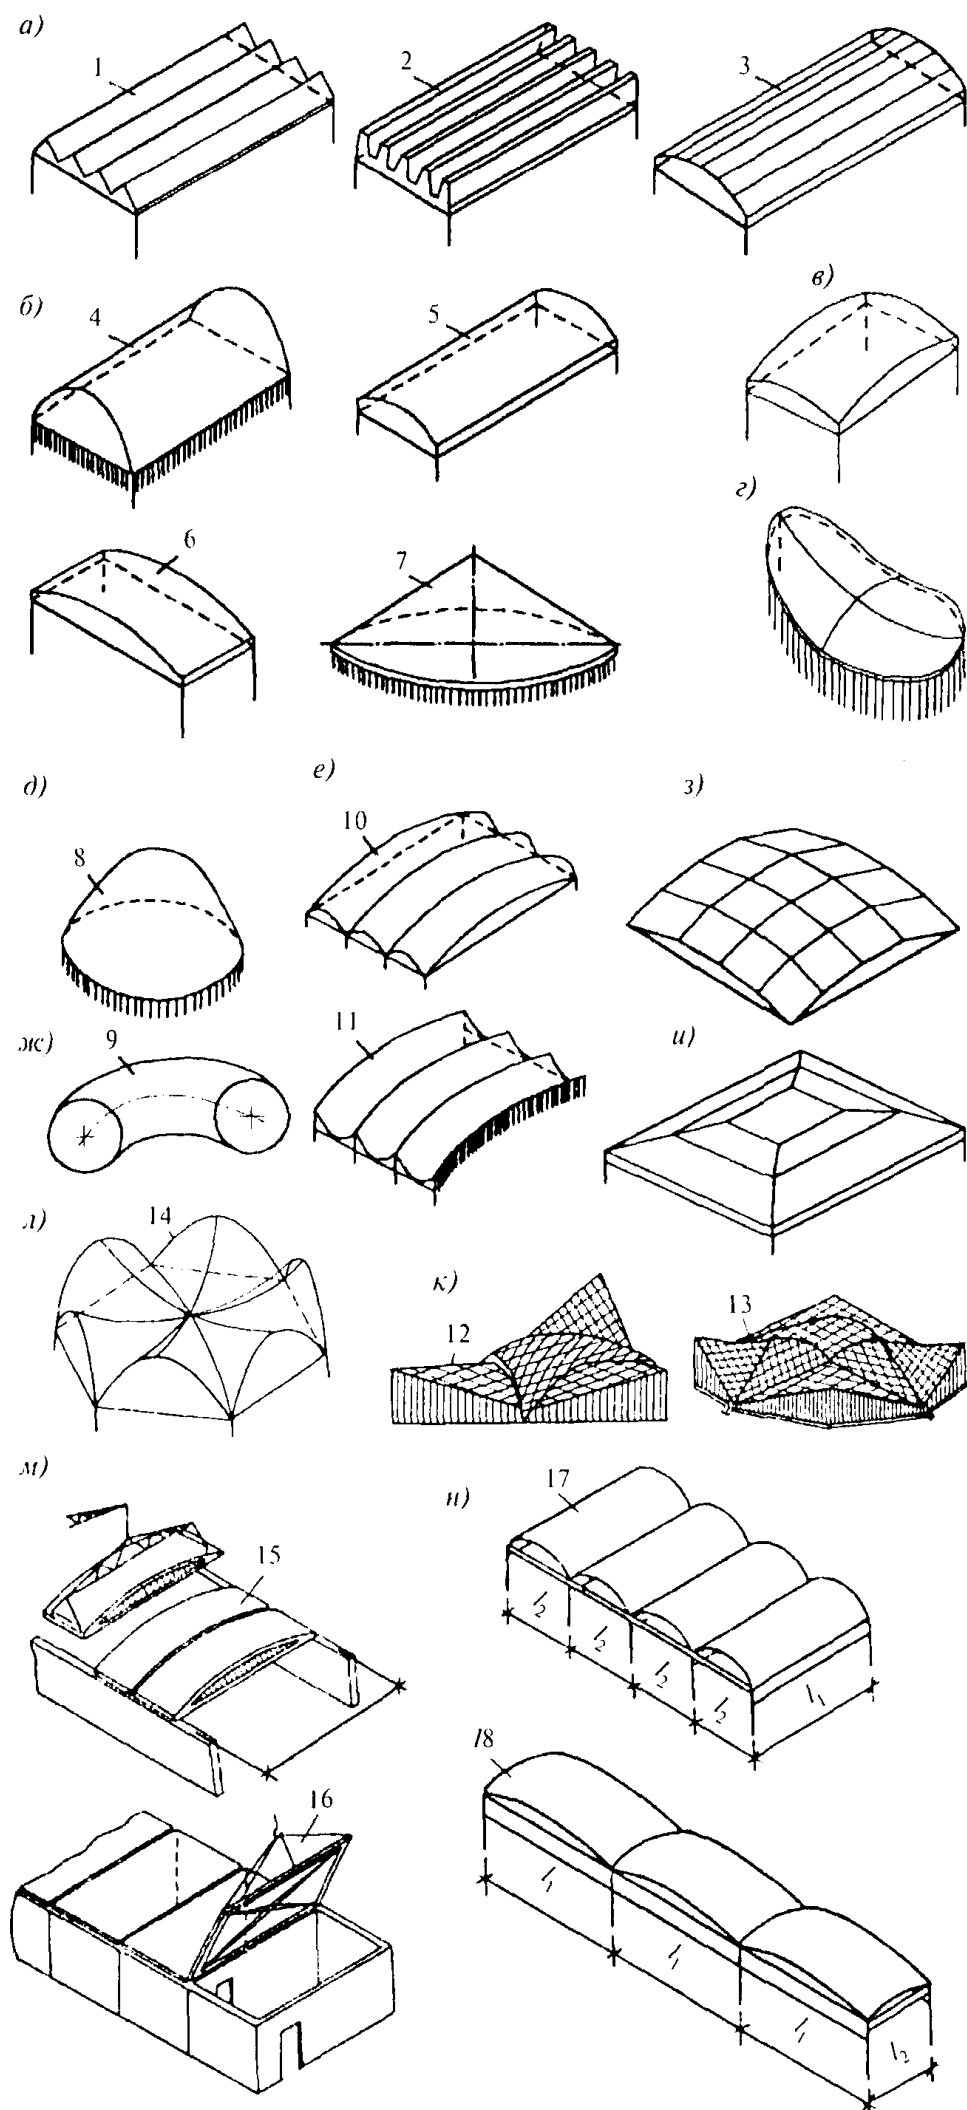 а)
1
2
3
б)
4
5
в)
6
7
г)
д)
8
е)
10
з)
ж)
9
11
и)
л)
14
к)
12
13
м)
15
н)
17
l₂
l₂
l₂
l₂
l₁
16
18
l₁
l₁
l₁
l₂